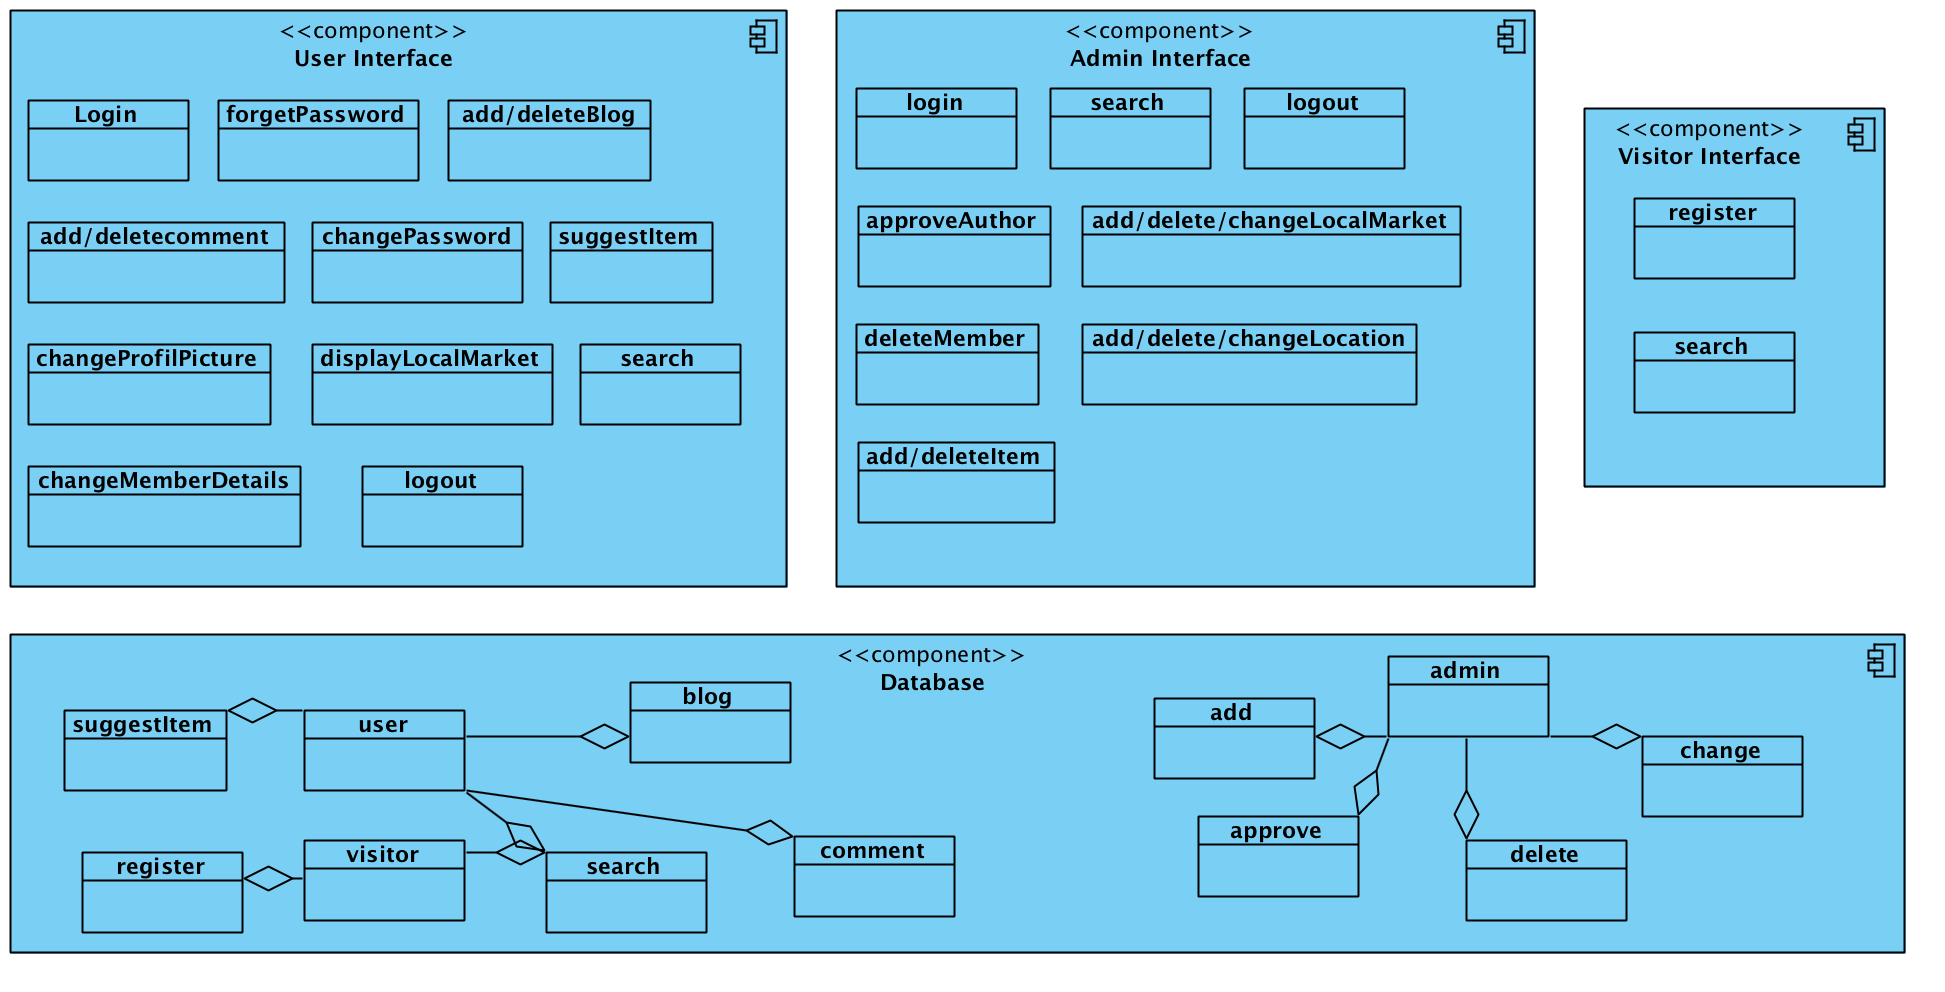 <<component>>
User Interface
Login
forgetPassword
add/deleteBlog
add/deletecomment
changePassword
suggestItem
changeProfilPicture
displayLocalMarket
search
changeMemberDetails
logout
<<component>>
Admin Interface
login
search
logout
approveAuthor
add/delete/changeLocalMarket
deleteMember
add/delete/changeLocation
add/deleteItem
<<component>>
Visitor Interface
register
search
<<component>>
Database
suggestItem
user
blog
register
visitor
search
comment
admin
add
change
approve
delete